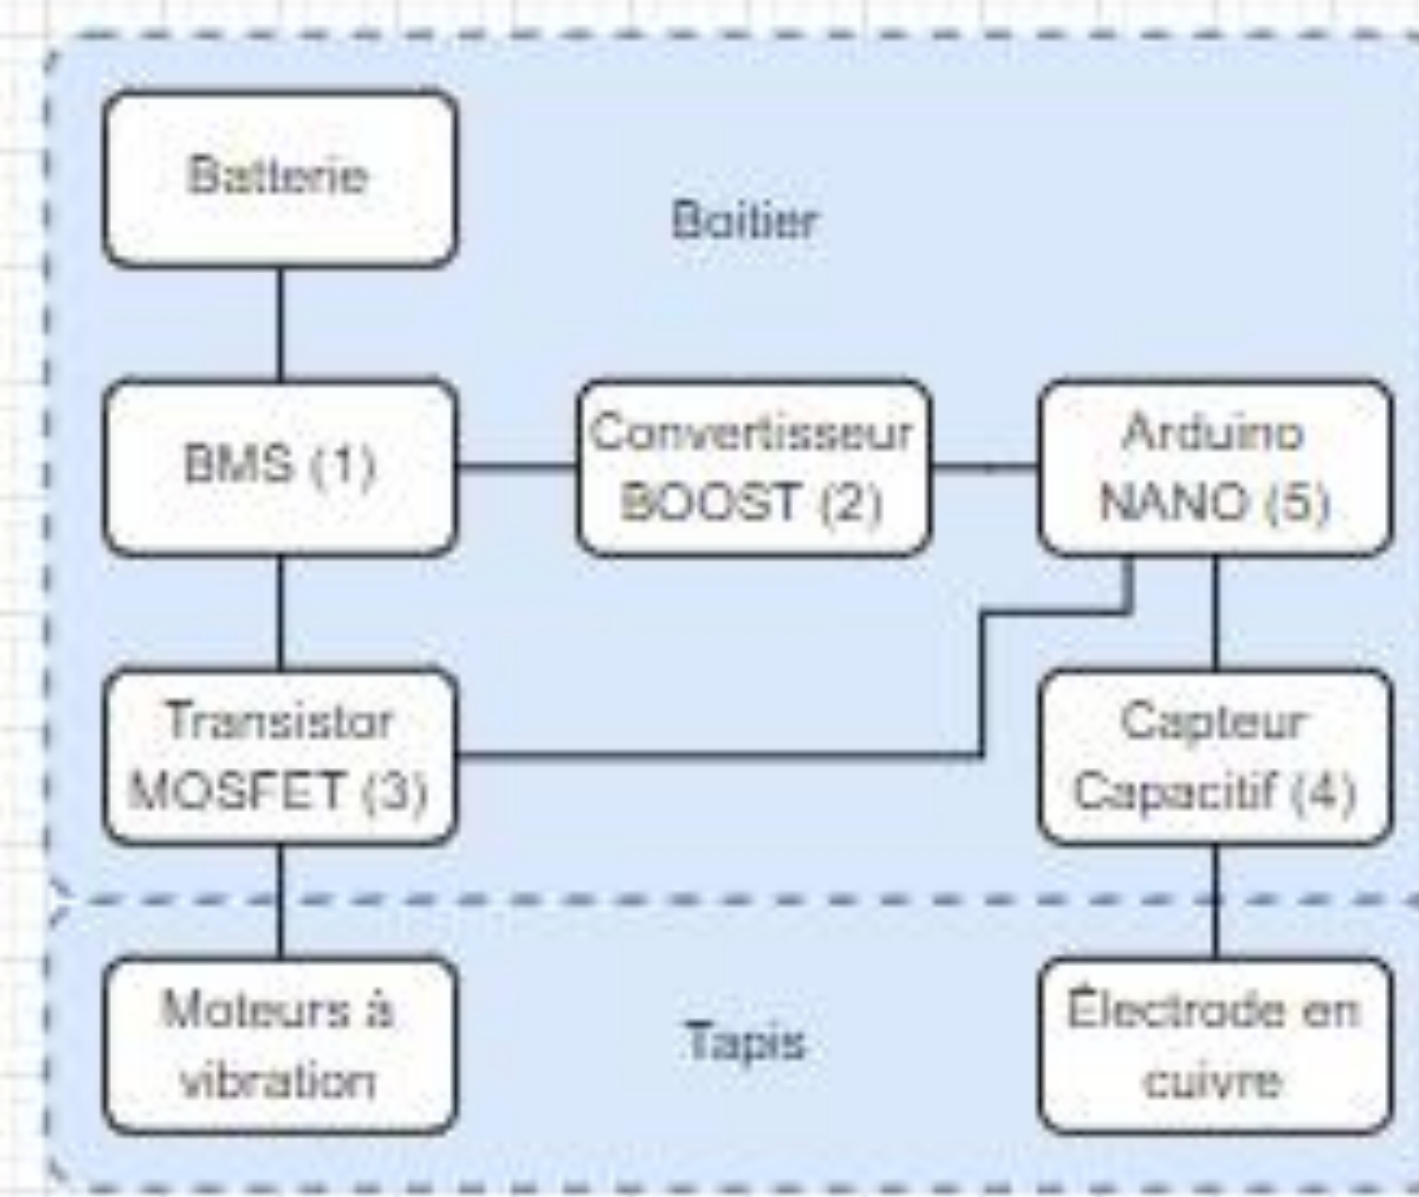 Batterie
Boitier
BMS (1)
Convertisseur
BOOST (2)
Arduino
NANO (5)
Transistor
MOSFET (3)
Capteur
Capacitif (4)
Moteurs à
vibration
Tapis
Électrode en
cuivre